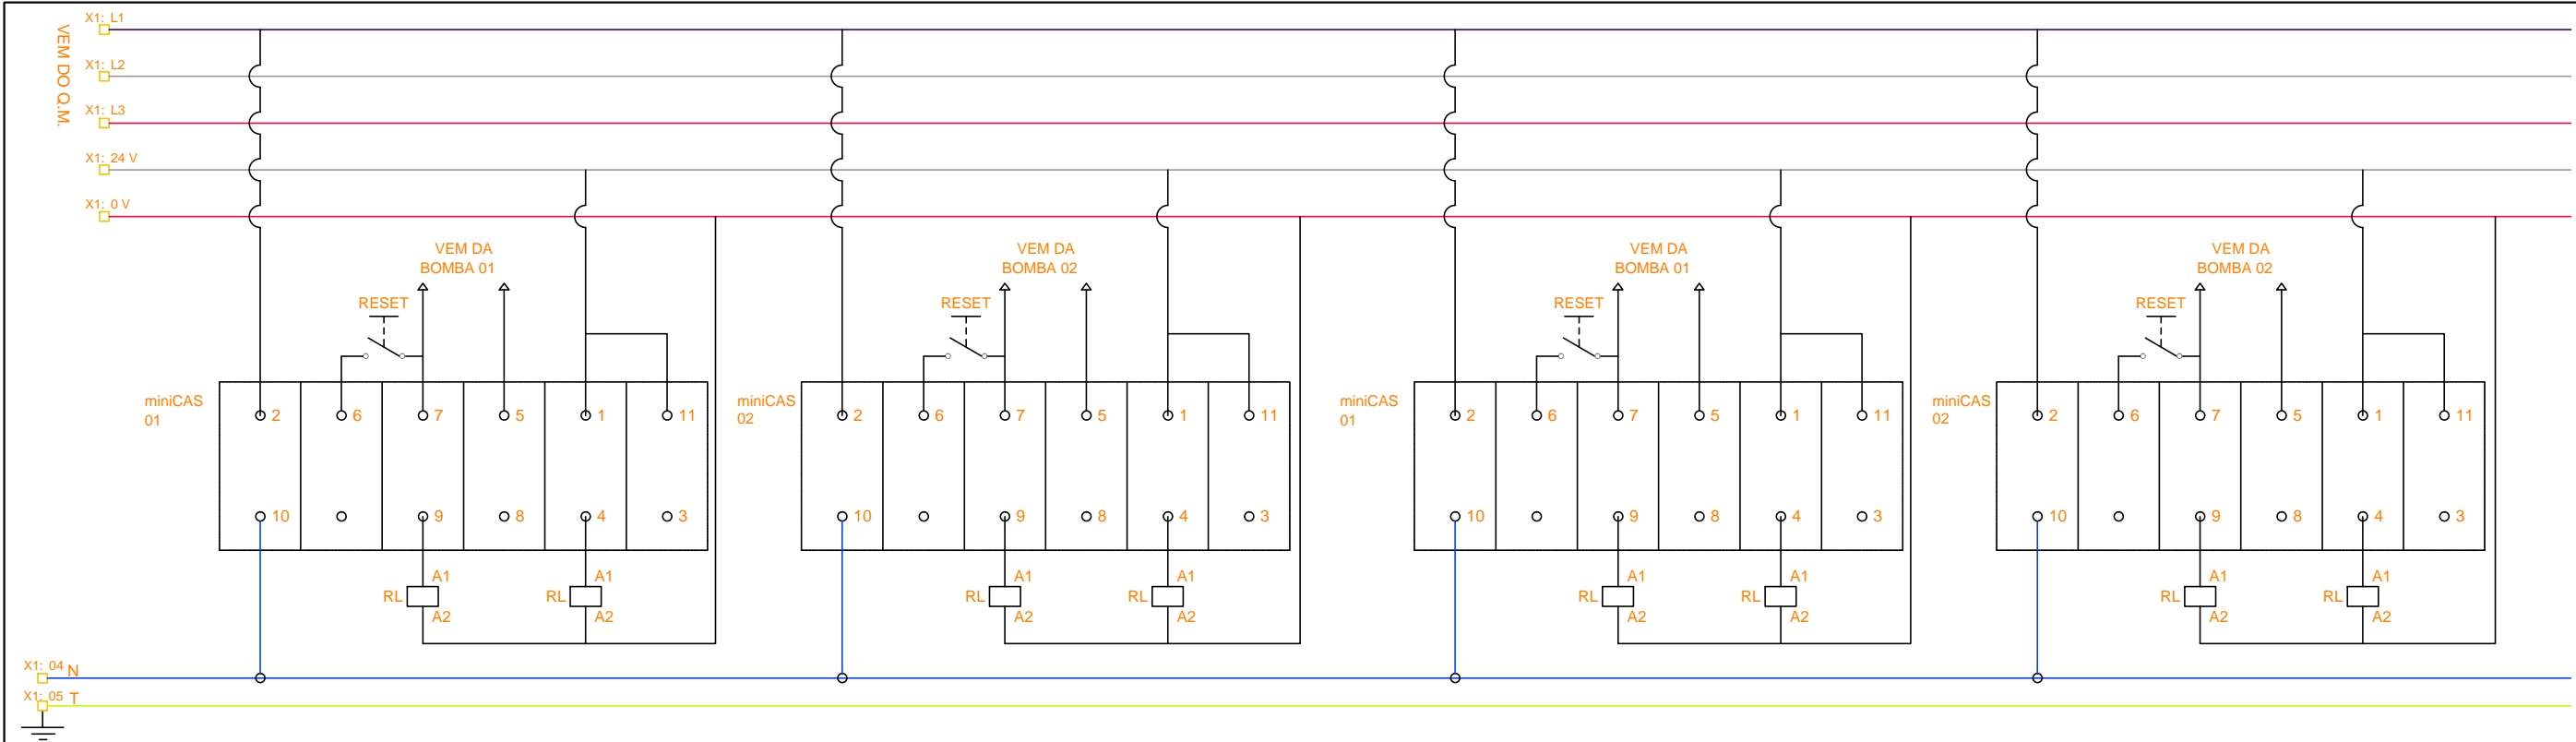 X1: L1
X1: L2
X1: L3
X1: 24 V
X1: 0 V
VEM DO Q.M.
VEM DA
BOMBA 01
RESET
miniCAS
01
2 6 7 5 1 11
10 9 8 4 3
A1 A1
RL RL
A2 A2
VEM DA
BOMBA 02
RESET
miniCAS
02
2 6 7 5 1 11
10 9 8 4 3
A1 A1
RL RL
A2 A2
VEM DA
BOMBA 01
RESET
miniCAS
01
2 6 7 5 1 11
10 9 8 4 3
A1 A1
RL RL
A2 A2
VEM DA
BOMBA 02
RESET
miniCAS
02
2 6 7 5 1 11
10 9 8 4 3
A1 A1
RL RL
A2 A2
X1: 04 N
X1: 05 T